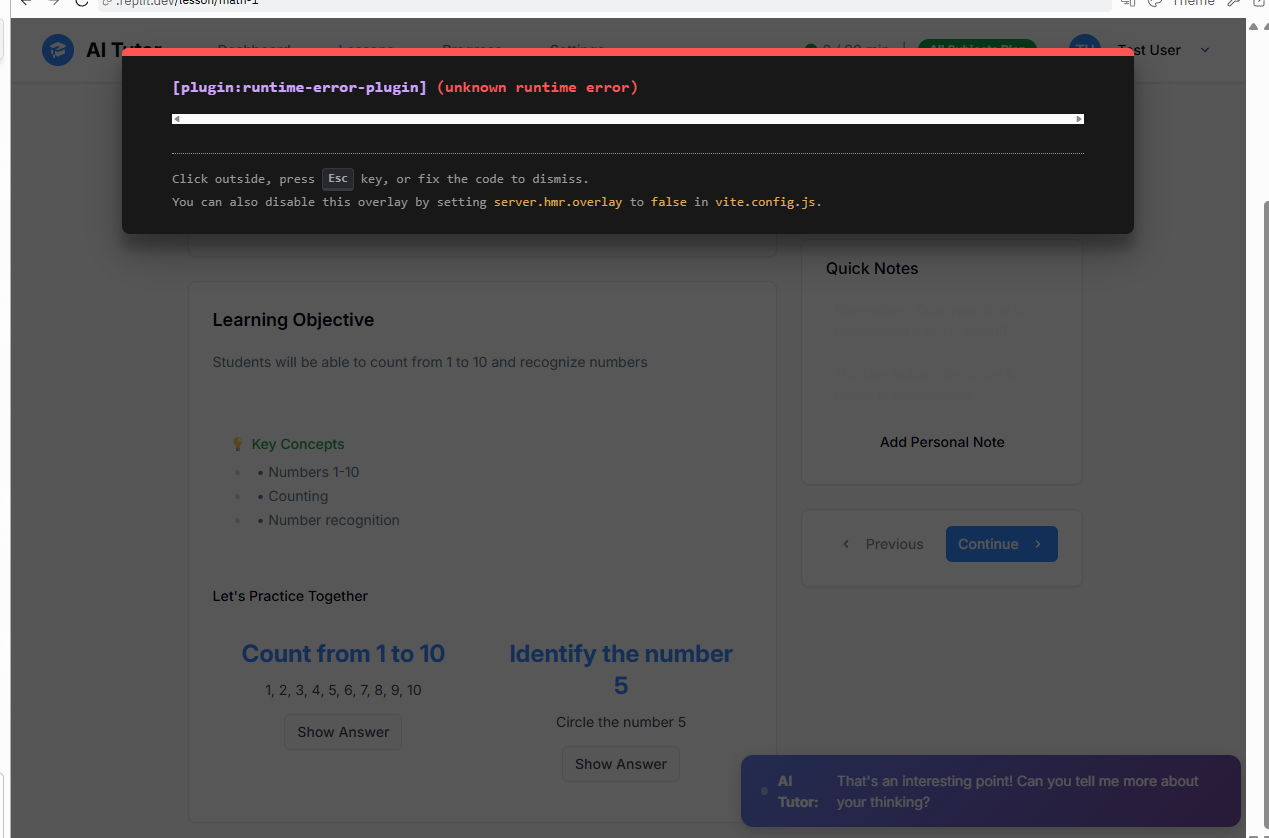 .replit.dev/lesson/math-1
Theme
AI Tutor
Dashboard Lessons Progress Settings
All Subjects Plan
TU
Test User
[plugin:runtime-error-plugin] (unknown runtime error)
Click outside, press Esc key, or fix the code to dismiss.
You can also disable this overlay by setting server.hmr.overlay to false in vite.config.js.
Quick Notes
Add Personal Note
Previous
Continue
Learning Objective
Students will be able to count from 1 to 10 and recognize numbers
Key Concepts
• Numbers 1-10
• Counting
• Number recognition
Let's Practice Together
Count from 1 to 10
1, 2, 3, 4, 5, 6, 7, 8, 9, 10
Show Answer
Identify the number
5
Circle the number 5
Show Answer
AI Tutor:
That's an interesting point! Can you tell me more about
your thinking?